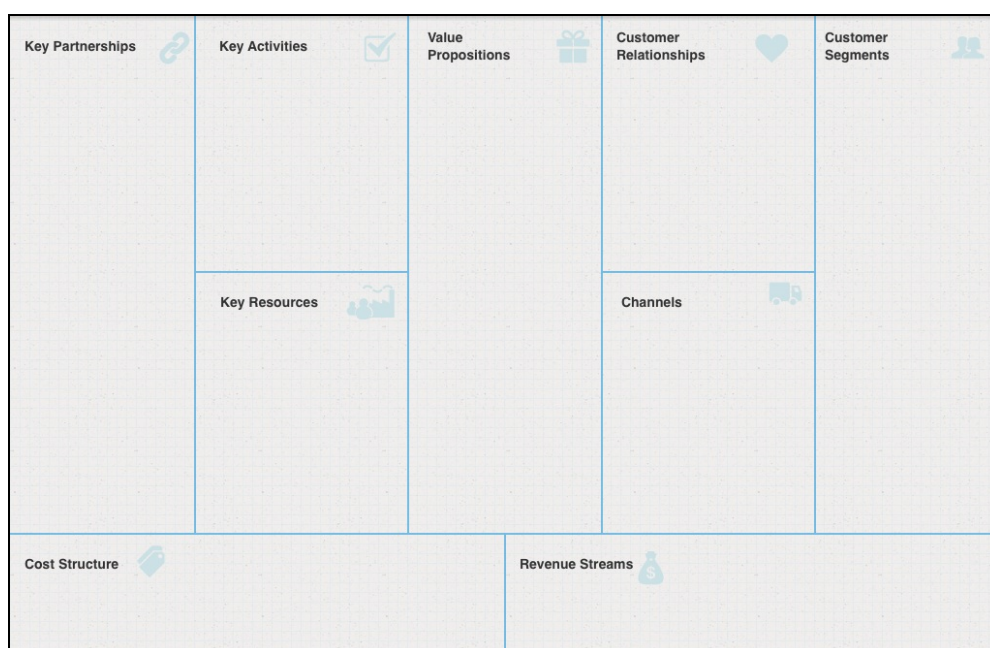 Key Partnerships
Key Activities
Value
Propositions
Customer
Relationships
Customer
Segments
Key Resources
Channels
Cost Structure
Revenue Streams
$